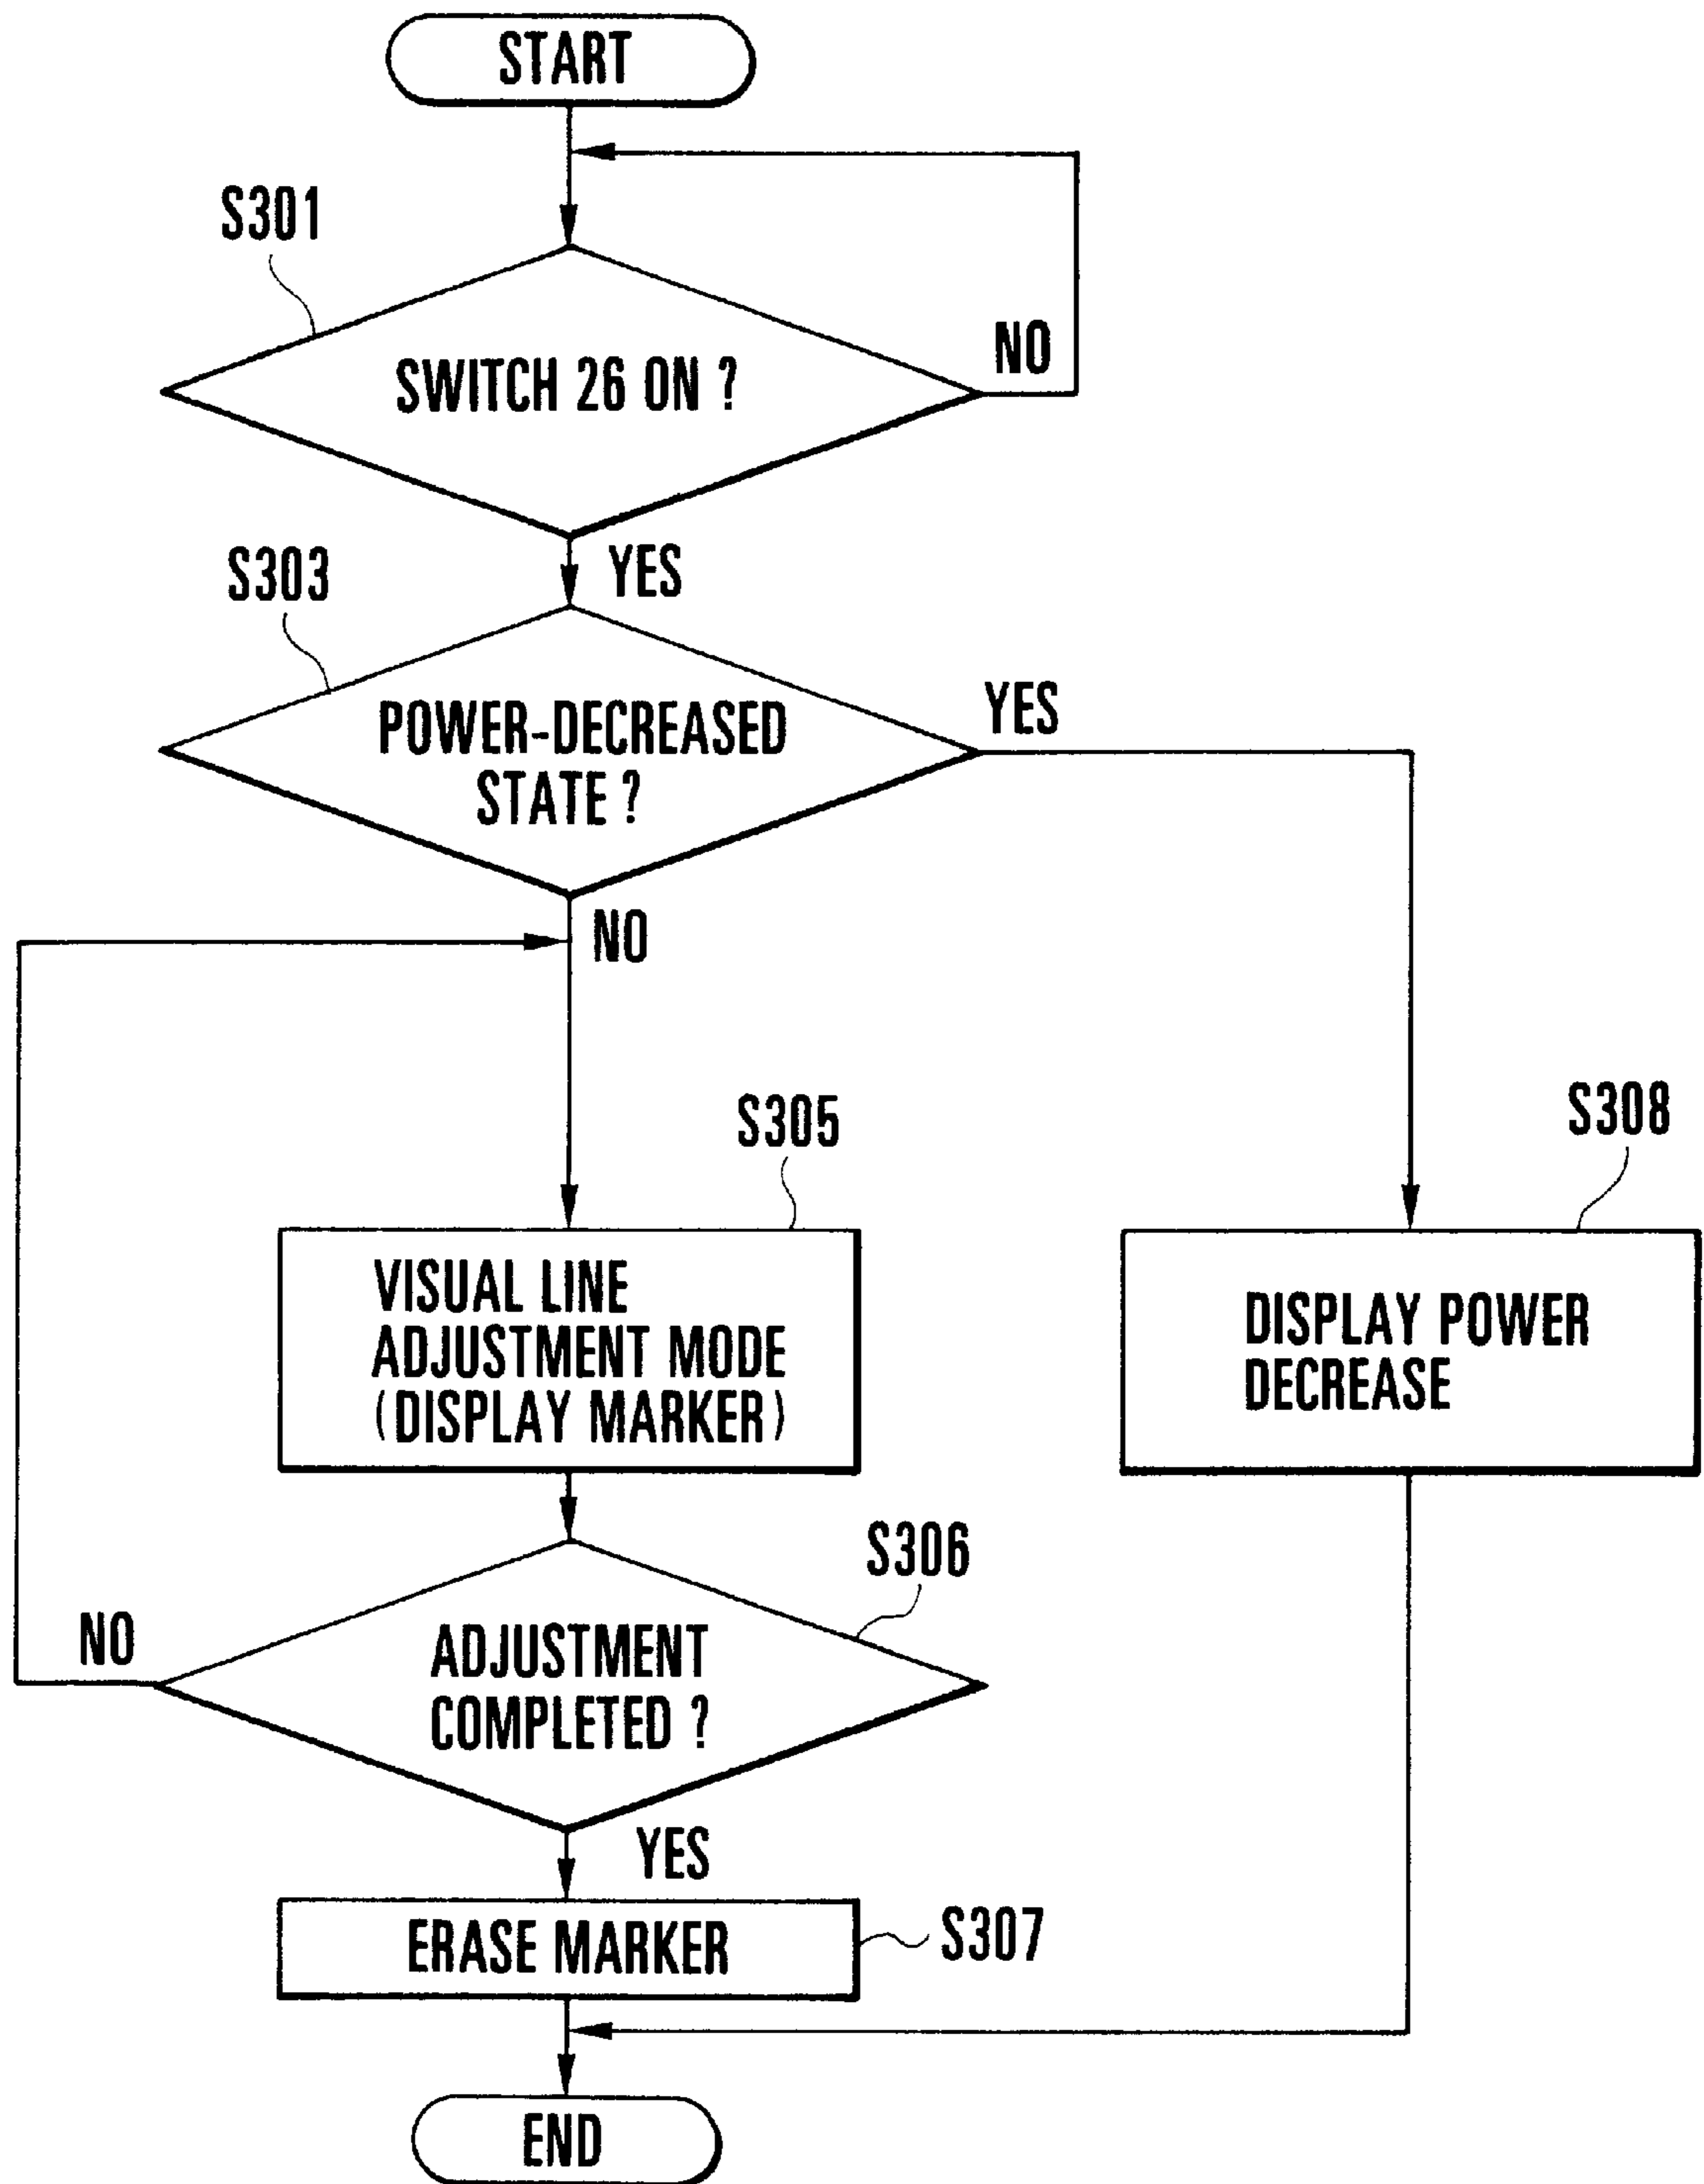 START
S301
SWITCH 26 ON ?
NO
YES
S303
POWER-DECREASED
STATE ?
YES
NO
S305
VISUAL LINE
ADJUSTMENT MODE
(DISPLAY MARKER)
S308
DISPLAY POWER
DECREASE
S306
ADJUSTMENT
COMPLETED ?
NO
YES
ERASE MARKER
S307
END